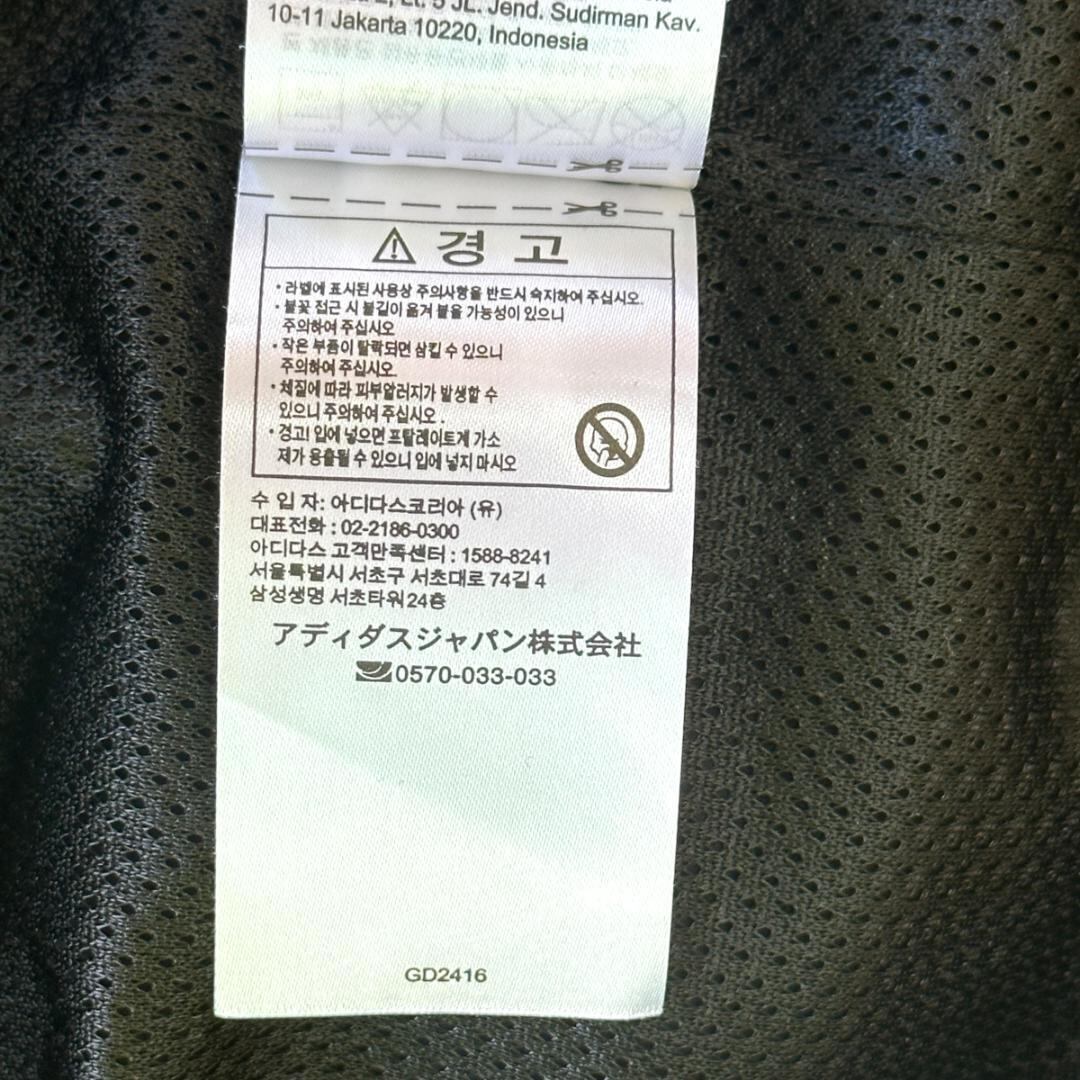 Lt. 5 JL. Jend. Sudirman Kav.
10-11 Jakarta 10220, Indonesia
경 고
• 라벨에 표시된 사용상 주의사항을 반드시 숙지하여 주십시오.
• 불꽃 접근 시 불길이 옮겨 붙을 가능성이 있으니
주의하여 주십시오
• 작은 부품이 탈락되면 삼킬 수 있으니
주의하여 주십시오.
• 체질에 따라 피부알러지가 발생할 수
있으니 주의하여 주십시오 .
• 경고! 입에 넣으면 프탈레이트계 가소
제가 용출될 수 있으니 입에 넣지 마시오
수 입 자: 아디다스코리아 (유)
대표전화 : 02-2186-0300
아디다스 고객만족센터 : 1588-8241
서울특별시 서초구 서초대로 74길 4
삼성생명 서초타워 24층
アディダスジャパン株式会社
0570-033-033
GD2416